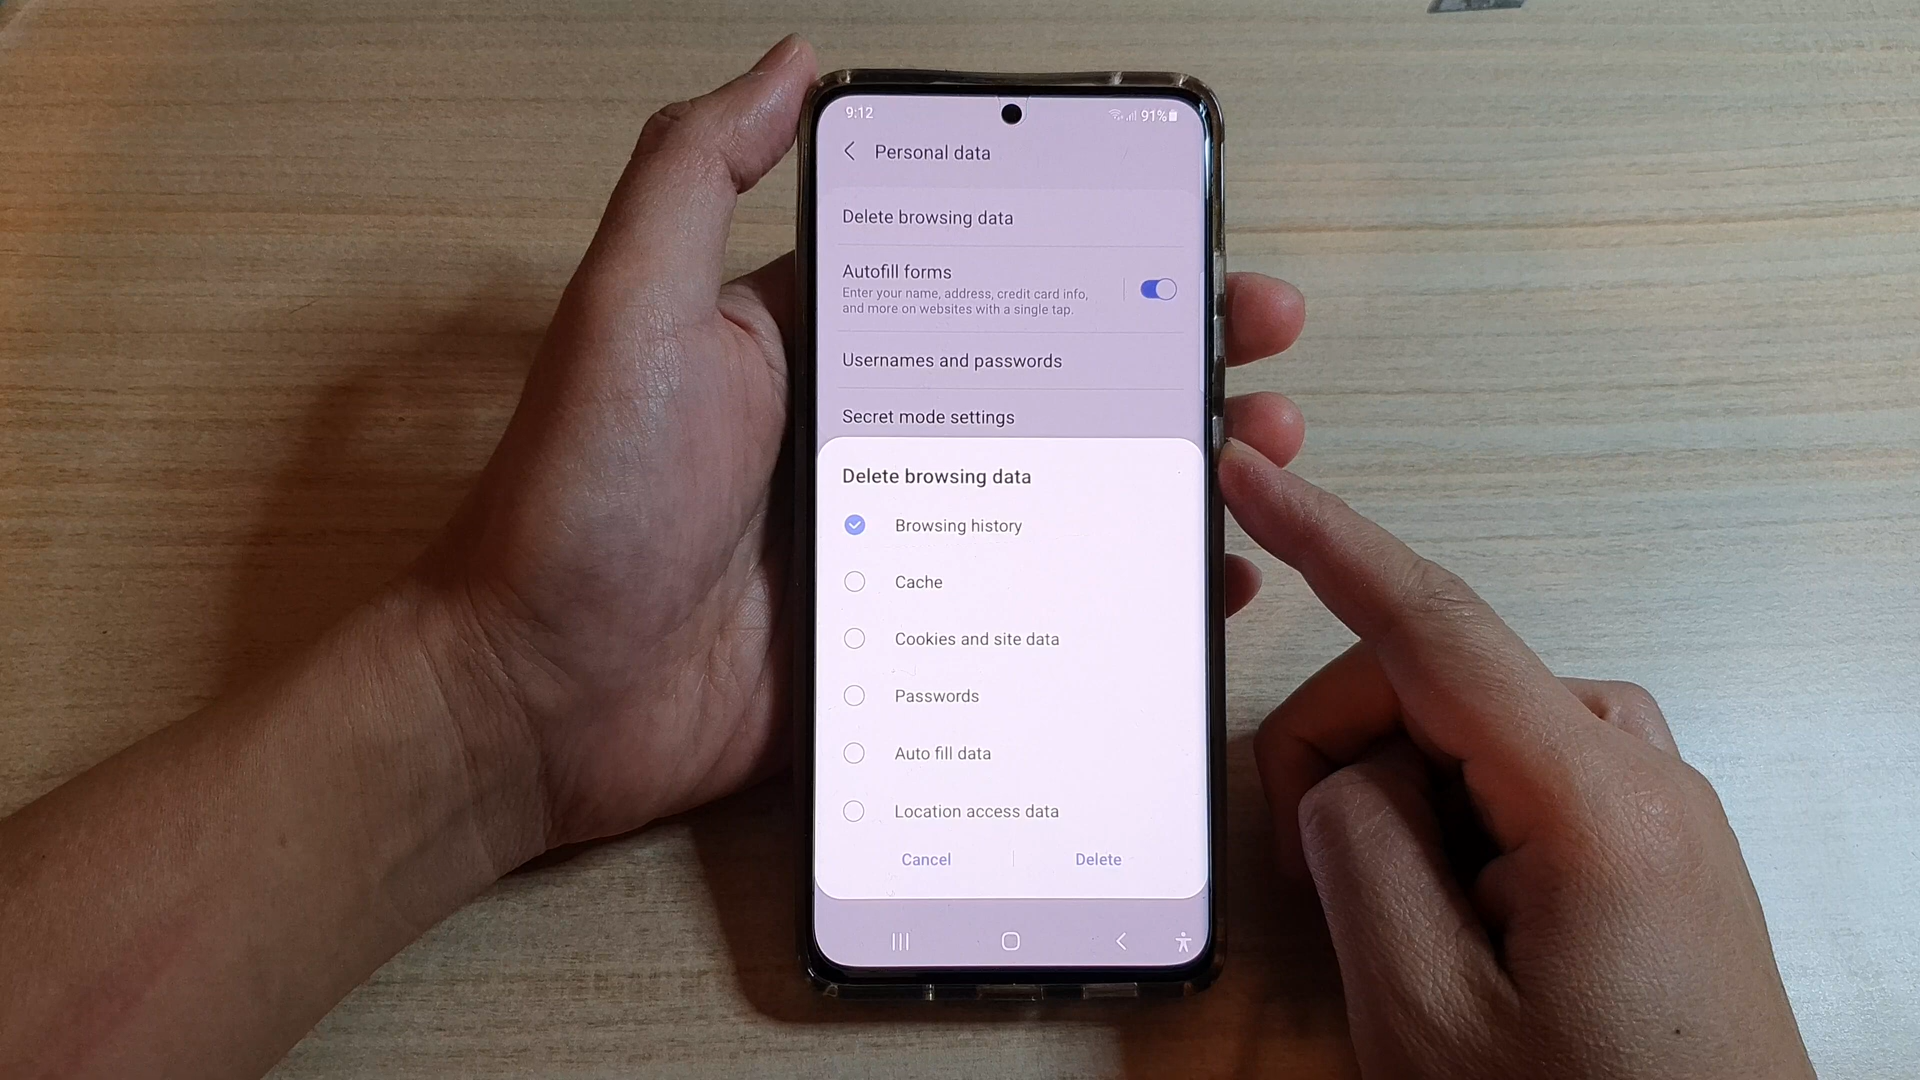 9:12
91%
Personal data
Delete browsing data
Autofill forms
Enter your name, address, credit card info,
and more on websites with a single tap.
Usernames and passwords
Secret mode settings
Delete browsing data
Browsing history
Cache
Cookies and site data
Passwords
Auto fill data
Location access data
Cancel
Delete